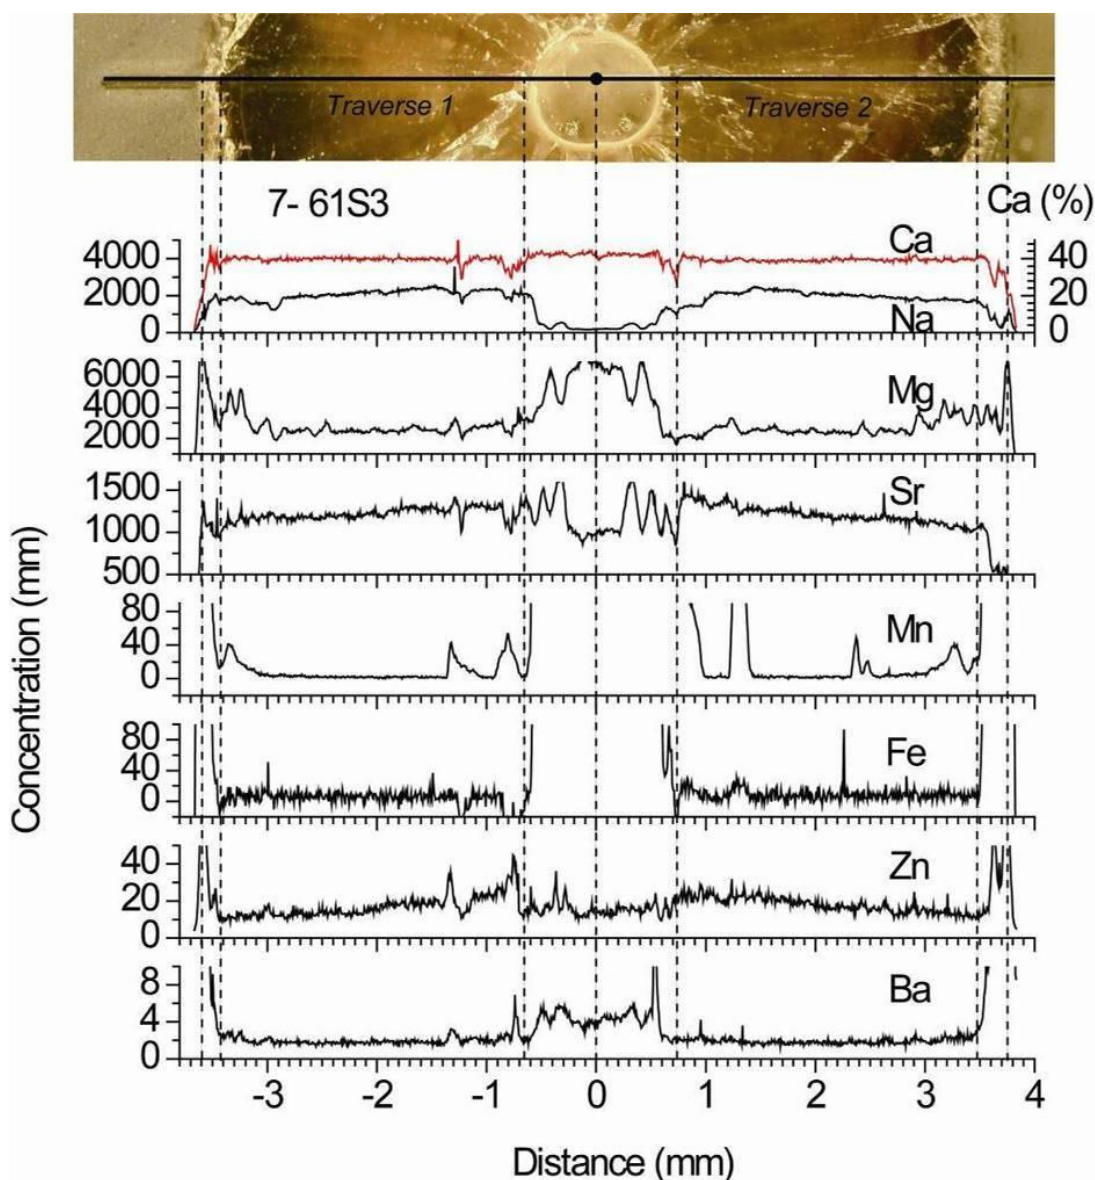 Traverse 1 Traverse 2
7- 61S3 Ca (%)
4000 Ca 40
2000 20
0 Na 0
6000
4000 Mg
2000
1500 Sr
1000
500
80
40 Mn
0
80
40 Fe
0
40 Zn
20
0
8
4 Ba
0
-3 -2 -1 0 1 2 3 4
Distance (mm)
Concentration (mm)